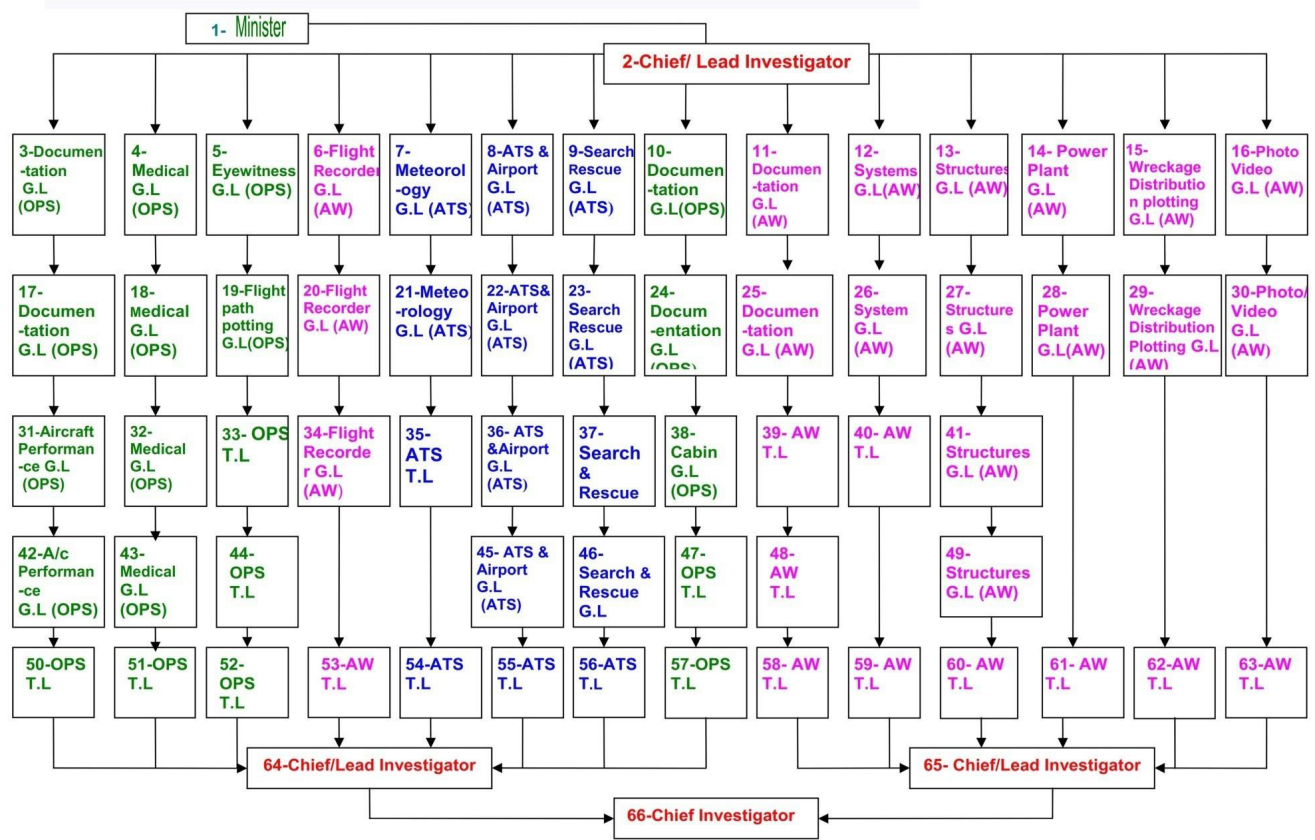 1- Minister
2-Chief/ Lead Investigator
3-Documen
-tation
G.L
(OPS)
4-
Medical
G.L
(OPS)
5-
Eyewitness
G.L (OPS)
6-Flight
Recorder
G.L
(AW)
7-
Meteorol
-ogy
G.L (ATS)
8-ATS &
Airport
G.L
(ATS)
9-Search
Rescue
G.L
(ATS)
10-
Documen
-tation
G.L(OPS)
11-
Documen
-tation
G.L
(AW)
12-
Systems
G.L(AW)
13-
Structures
G.L (AW)
14- Power
Plant
G.L
(AW)
15-
Wreckage
Distributio
n plotting
G.L (AW)
16-Photo
Video
G.L (AW)
17-
Documen
-tation
G.L (OPS)
18-
Medical
G.L
(OPS)
19-Flight
path
potting
G.L(OPS)
20-Flight
Recorder
G.L (AW)
21-Meteo
-rology
G.L (ATS)
22-ATS&
Airport
G.L
(ATS)
23-
Search
Rescue
G.L
(ATS)
24-
Docum
-entation
G.L
(OPS)
25-
Documen
-tation
G.L (AW)
26-
System
G.L
(AW)
27-
Structure
s G.L
(AW)
28-
Power
Plant
G.L(AW)
29-
Wreckage
Distribution
Plotting G.L
(AW)
30-Photo/
Video
G.L
(AW)
31-Aircraft
Performan
-ce G.L
(OPS)
32-
Medical
G.L
(OPS)
33- OPS
T.L
34-Flight
Recorde
r G.L
(AW)
35-
ATS
T.L
36- ATS
&Airport
G.L
(ATS)
37-
Search
&
Rescue
38-
Cabin
G.L
(OPS)
39- AW
T.L
40- AW
T.L
41-
Structures
G.L (AW)
42-A/c
Performan
-ce
G.L (OPS)
43-
Medical
G.L
(OPS)
44-
OPS
T.L
45- ATS &
Airport
G.L
(ATS)
46-
Search &
Rescue
G.L
47-
OPS
T.L
48-
AW
T.L
49-
Structures
G.L (AW)
50-OPS
T.L
51-OPS
T.L
52-
OPS
T.L
53-AW
T.L
54-ATS
T.L
55-ATS
T.L
56-ATS
T.L
57-OPS
T.L
58- AW
T.L
59- AW
T.L
60- AW
T.L
61- AW
T.L
62-AW
T.L
63-AW
T.L
64-Chief/Lead Investigator
65- Chief/Lead Investigator
66-Chief Investigator